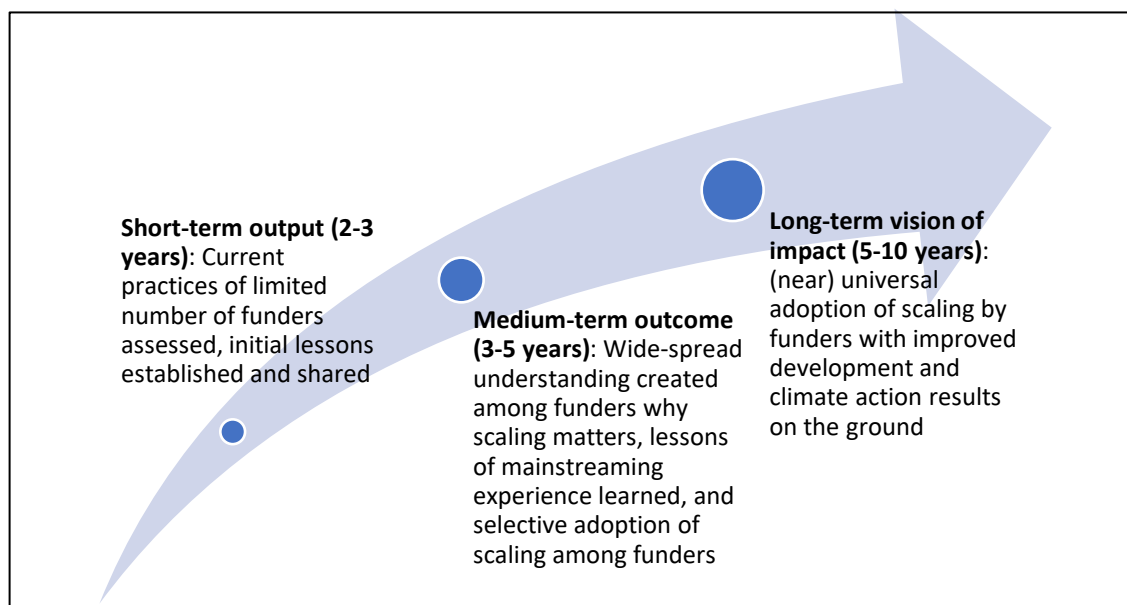 Short-term output (2-3
years): Current
practices of limited
number of funders
assessed, initial lessons
established and shared
Medium-term outcome
(3-5 years): Wide-spread
understanding created
among funders why
scaling matters, lessons
of mainstreaming
experience learned, and
selective adoption of
scaling among funders
Long-term vision of
impact (5-10 years):
(near) universal
adoption of scaling by
funders with improved
development and
climate action results
on the ground